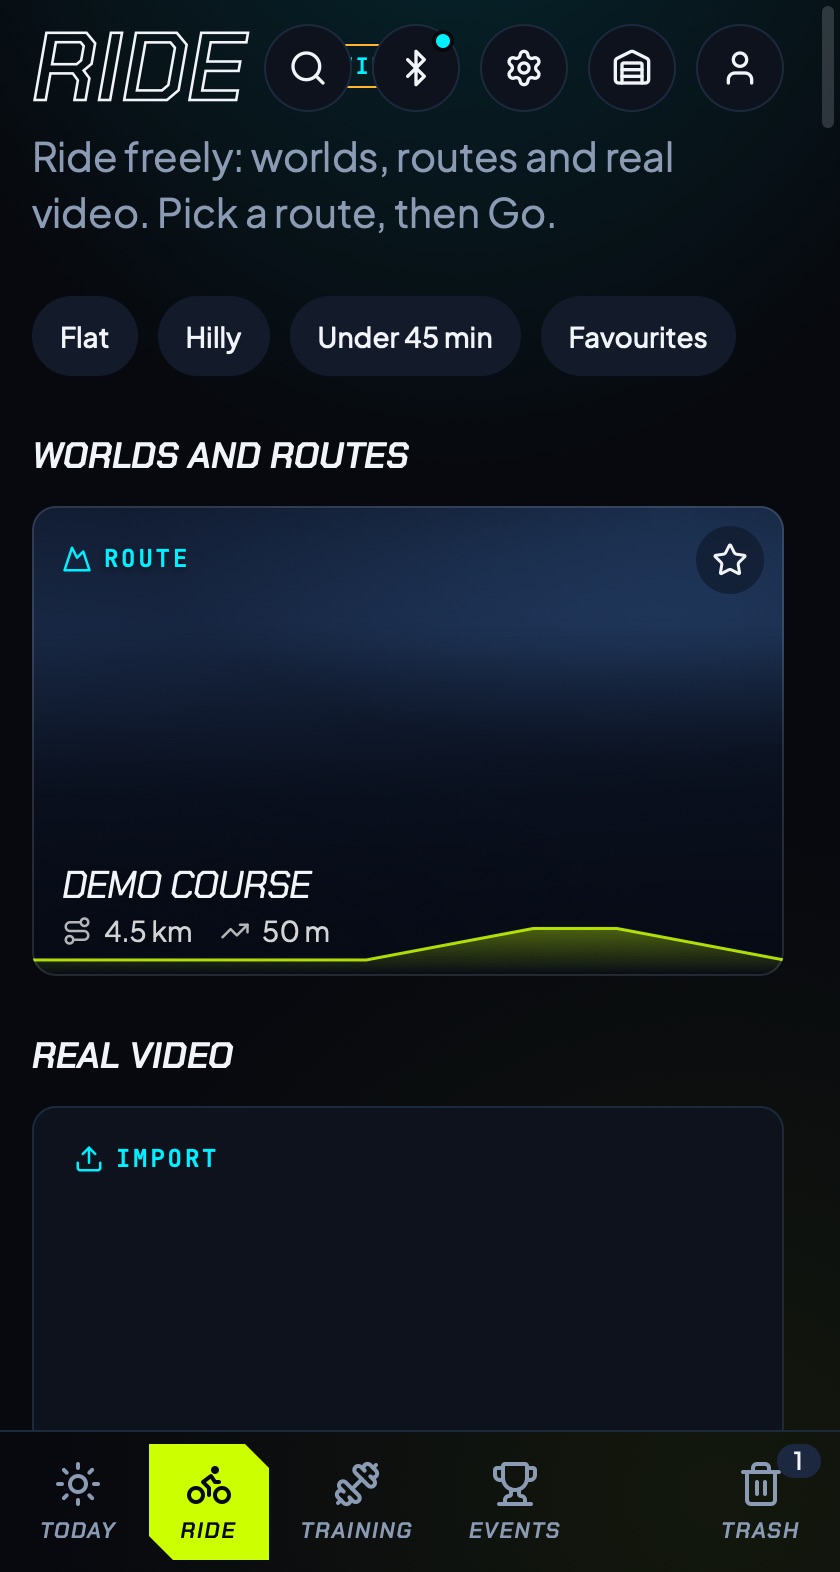 RIDE
Ride freely: worlds, routes and real
video. Pick a route, then Go.
Flat Hilly Under 45 min Favourites
WORLDS AND ROUTES
ROUTE
DEMO COURSE
4.5 km 50 m
REAL VIDEO
IMPORT
1
TODAY RIDE TRAINING EVENTS TRASH